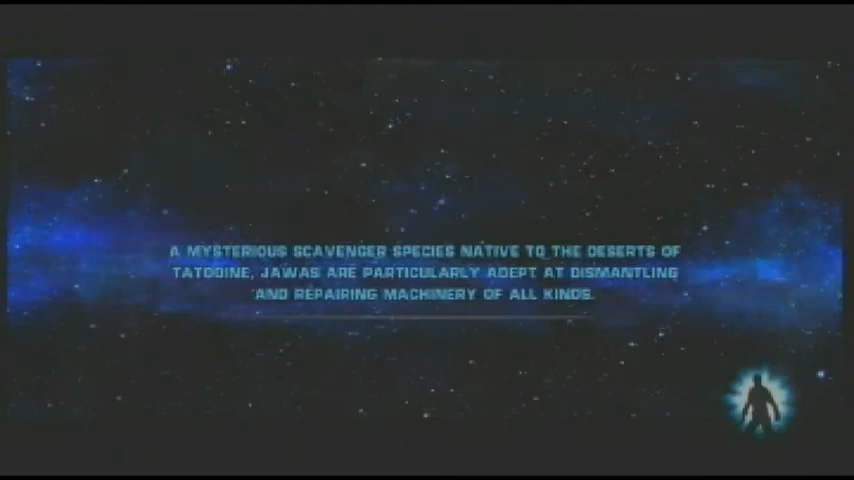 A MYSTERIOUS SCAVENGER SPECIES NATIVE TO THE DESERTS OF
TATOOINE, JAWAS ARE PARTICULARLY ADEPT AT DISMANTLING
AND REPAIRING MACHINERY OF ALL KINDS.